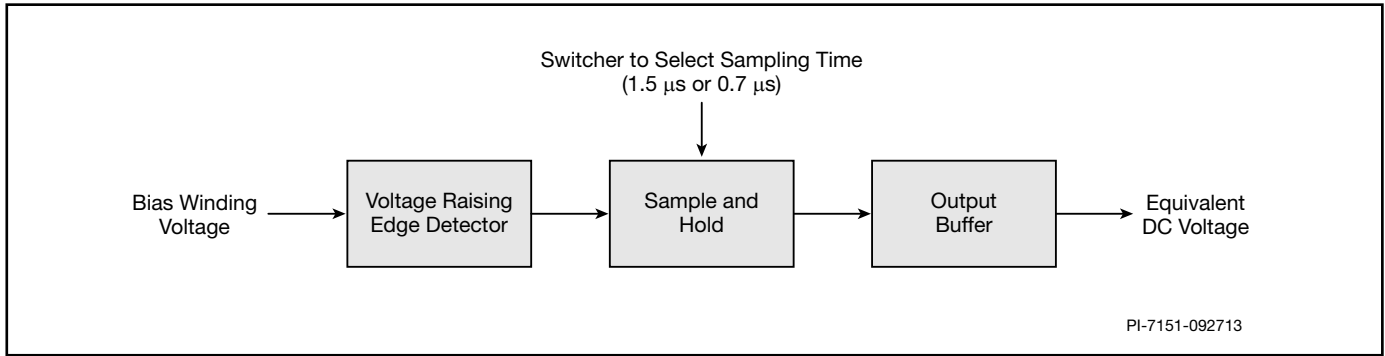 Switcher to Select Sampling Time
(1.5 μs or 0.7 μs)
Bias Winding
Voltage
Voltage Raising
Edge Detector
Sample and
Hold
Output
Buffer
Equivalent
DC Voltage
PI-7151-092713